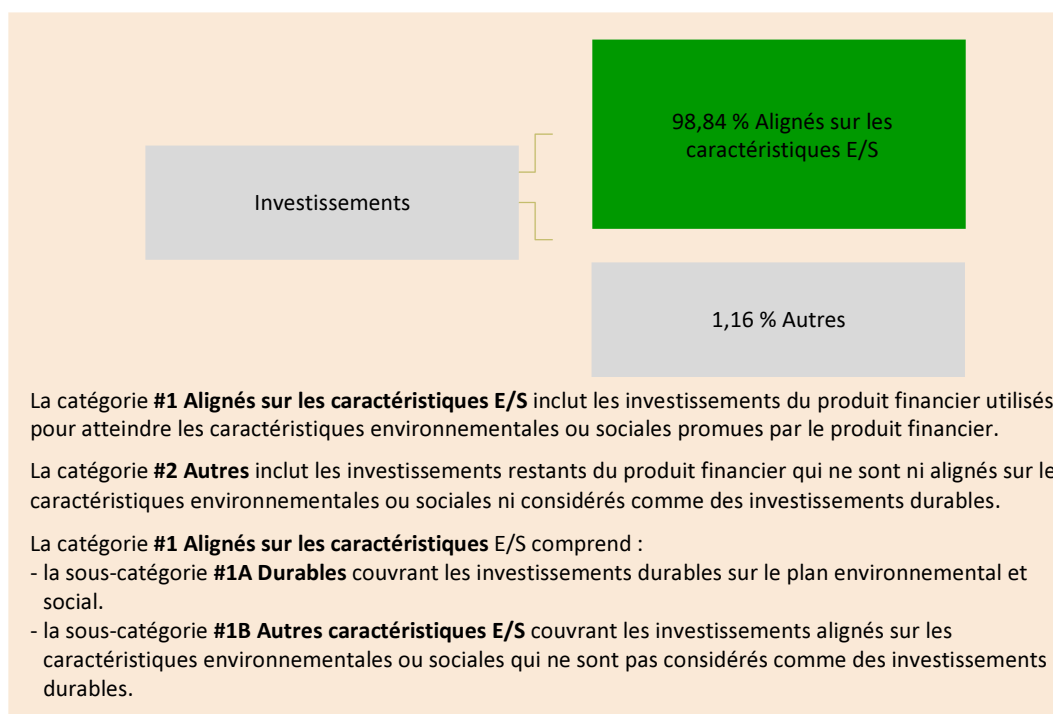 98,84 % Alignés sur les
caractéristiques E/S
Investissements
1,16 % Autres
La catégorie #1 Alignés sur les caractéristiques E/S inclut les investissements du produit financier utilisés
pour atteindre les caractéristiques environnementales ou sociales promues par le produit financier.
La catégorie #2 Autres inclut les investissements restants du produit financier qui ne sont ni alignés sur le
caractéristiques environnementales ou sociales ni considérés comme des investissements durables.
La catégorie #1 Alignés sur les caractéristiques E/S comprend :
- la sous-catégorie #1A Durables couvrant les investissements durables sur le plan environnemental et
social.
- la sous-catégorie #1B Autres caractéristiques E/S couvrant les investissements alignés sur les
caractéristiques environnementales ou sociales qui ne sont pas considérés comme des investissements
durables.